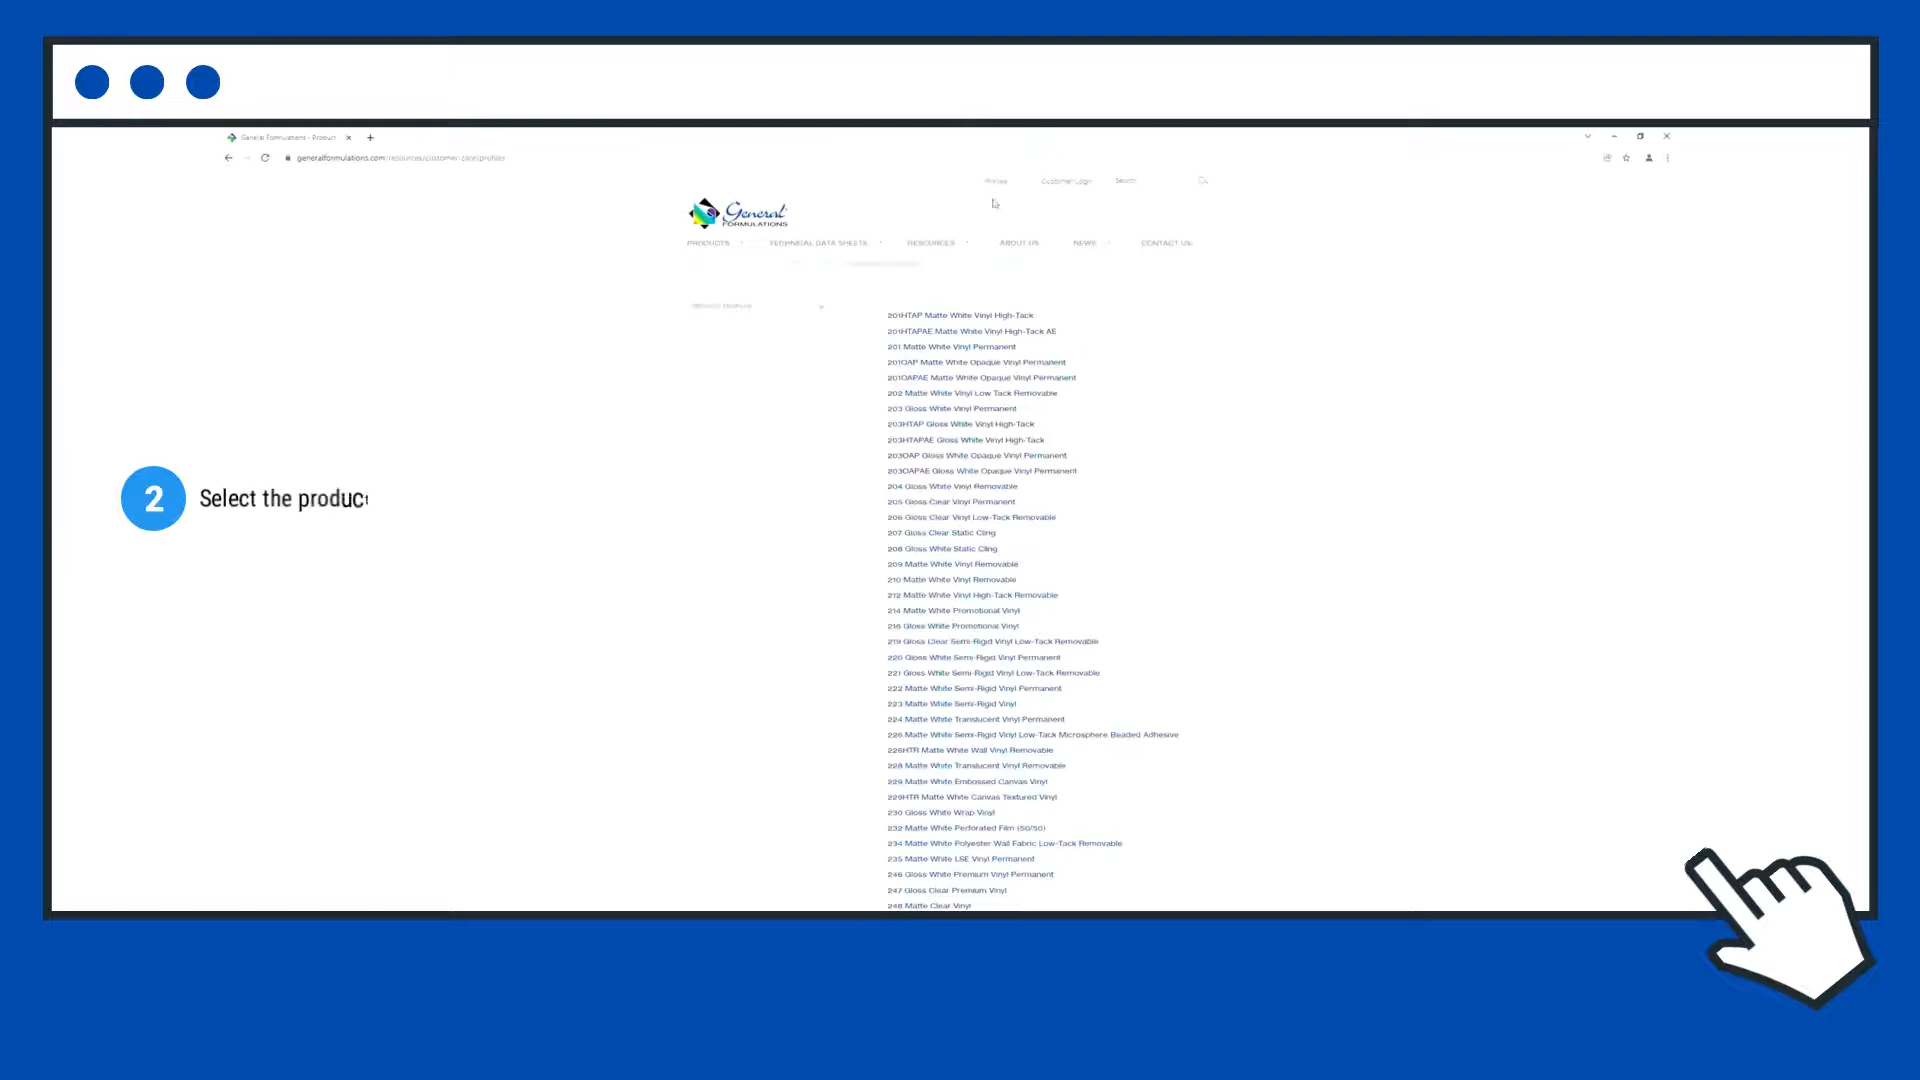 General Formulations - Product
generalformulations.com/resources/customer-care/profiles
Customer Login
Search
General
FORMULATIONS
PRODUCTS
TECHNICAL DATA SHEETS
RESOURCES
ABOUT US
NEWS
CONTACT US
201HTAP Matte White Vinyl High-Tack
201HTAPAE Matte White Vinyl High-Tack AE
201 Matte White Vinyl Permanent
201OAP Matte White Opaque Vinyl Permanent
201OAPAE Matte White Opaque Vinyl Permanent
202 Matte White Vinyl Low Tack Removable
203 Gloss White Vinyl Permanent
203HTAP Gloss White Vinyl High-Tack
203HTAPAE Gloss White Vinyl High-Tack
203OAP Gloss White Opaque Vinyl Permanent
203OAPAE Gloss White Opaque Vinyl Permanent
204 Gloss White Vinyl Removable
2 Select the product
205 Gloss Clear Vinyl Permanent
206 Gloss Clear Vinyl Low-Tack Removable
207 Gloss Clear Static Cling
208 Gloss White Static Cling
209 Matte White Vinyl Removable
210 Matte White Vinyl Removable
212 Matte White Vinyl High-Tack Removable
214 Matte White Promotional Vinyl
216 Gloss White Promotional Vinyl
219 Gloss Clear Semi-Rigid Vinyl Low-Tack Removable
220 Gloss White Semi-Rigid Vinyl Permanent
221 Gloss White Semi-Rigid Vinyl Low-Tack Removable
222 Matte White Semi-Rigid Vinyl Permanent
223 Matte White Semi-Rigid Vinyl
224 Matte White Translucent Vinyl Permanent
226 Matte White Semi-Rigid Vinyl Low-Tack Microsphere Beaded Adhesive
226HTR Matte White Wall Vinyl Removable
228 Matte White Translucent Vinyl Removable
229 Matte White Embossed Canvas Vinyl
229HTR Matte White Canvas Textured Vinyl
230 Gloss White Wrap Vinyl
232 Matte White Perforated Film (50/50)
234 Matte White Polyester Wall Fabric Low-Tack Removable
235 Matte White LSE Vinyl Permanent
246 Gloss White Premium Vinyl Permanent
247 Gloss Clear Premium Vinyl
248 Matte Clear Vinyl